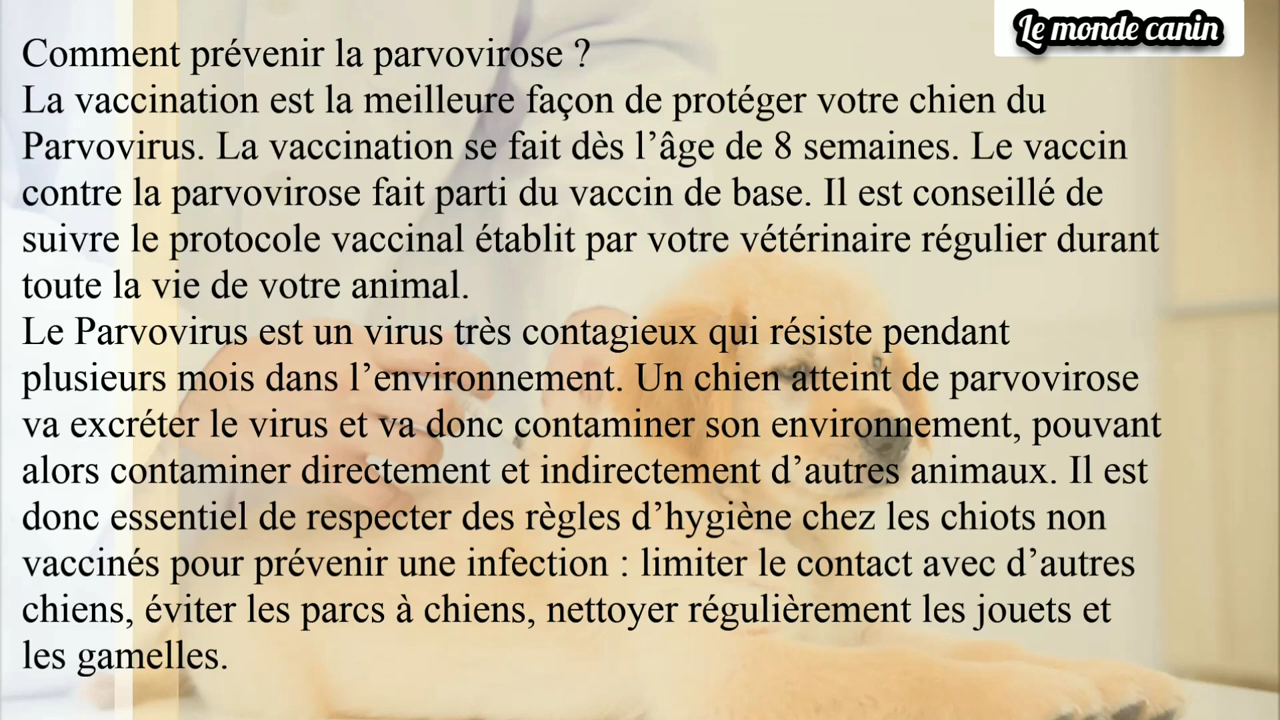 Le monde canin
Comment prévenir la parvovirose ?
La vaccination est la meilleure façon de protéger votre chien du
Parvovirus. La vaccination se fait dès l’âge de 8 semaines. Le vaccin
contre la parvovirose fait parti du vaccin de base. Il est conseillé de
suivre le protocole vaccinal établit par votre vétérinaire régulier durant
toute la vie de votre animal.
Le Parvovirus est un virus très contagieux qui résiste pendant
plusieurs mois dans l’environnement. Un chien atteint de parvovirose
va excréter le virus et va donc contaminer son environnement, pouvant
alors contaminer directement et indirectement d’autres animaux. Il est
donc essentiel de respecter des règles d’hygiène chez les chiots non
vaccinés pour prévenir une infection : limiter le contact avec d’autres
chiens, éviter les parcs à chiens, nettoyer régulièrement les jouets et
les gamelles.